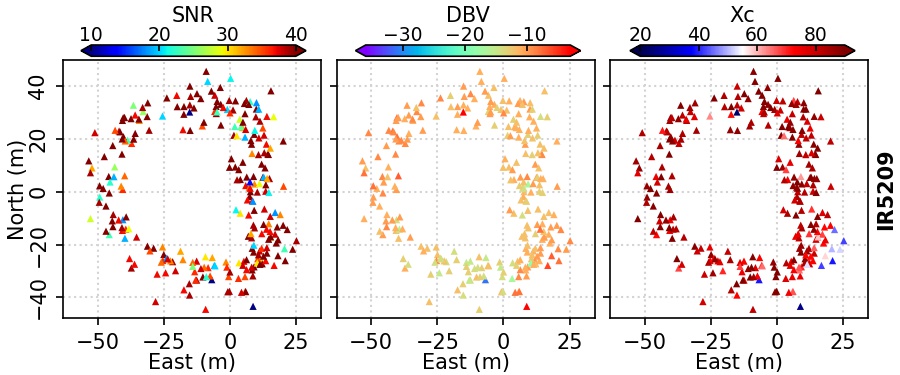 SNR DBV Xc
10 20 30 40 −30 −20 −10 20 40 60 80
40
20
0
−20
−40
North (m)
IR5209
−50 −25 0 25 −50 −25 0 25 −50 −25 0 25
East (m) East (m) East (m)